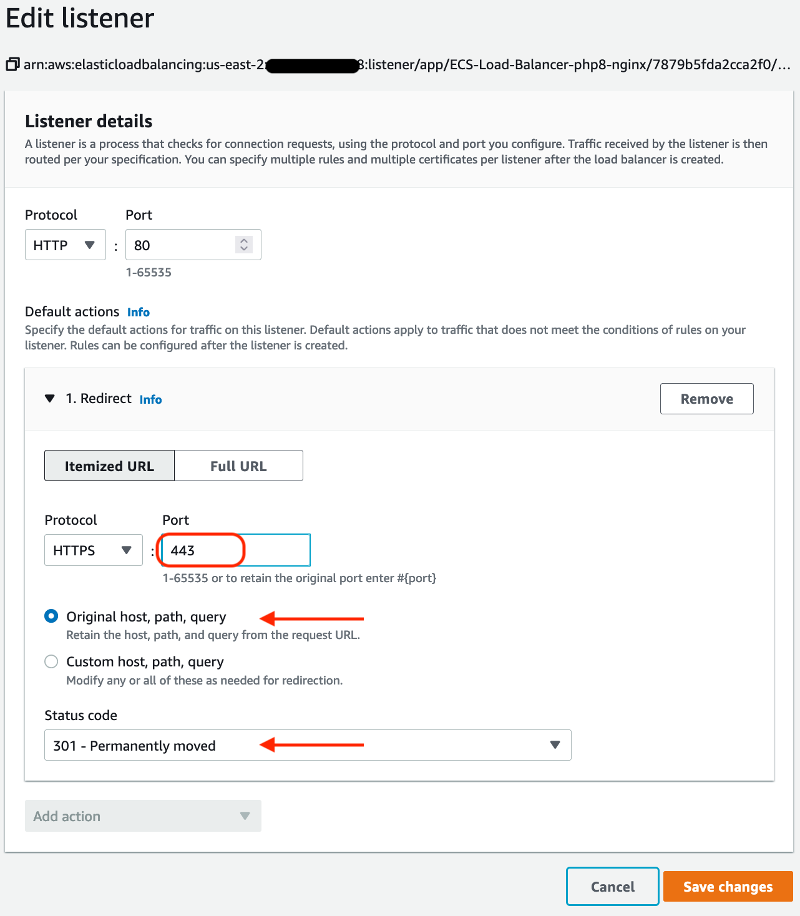 Edit listener
arn:aws:elasticloadbalancing:us-east-2:8:listener/app/ECS-Load-Balancer-php8-nginx/7879b5fda2cca2f0/...
Listener details
A listener is a process that checks for connection requests, using the protocol and port you configure. Traffic received by the listener is then
routed per your specification. You can specify multiple rules and multiple certificates per listener after the load balancer is created.
Protocol Port
HTTP : 80
1-65535
Default actions Info
Specify the default actions for traffic on this listener. Default actions apply to traffic that does not meet the conditions of rules on your
listener. Rules can be configured after the listener is created.
1. Redirect Info Remove
Itemized URL Full URL
Protocol Port
HTTPS : 443
1-65535 or to retain the original port enter #{port}
Original host, path, query
Retain the host, path, and query from the request URL.
Custom host, path, query
Modify any or all of these as needed for redirection.
Status code
301 - Permanently moved
Add action
Cancel Save changes